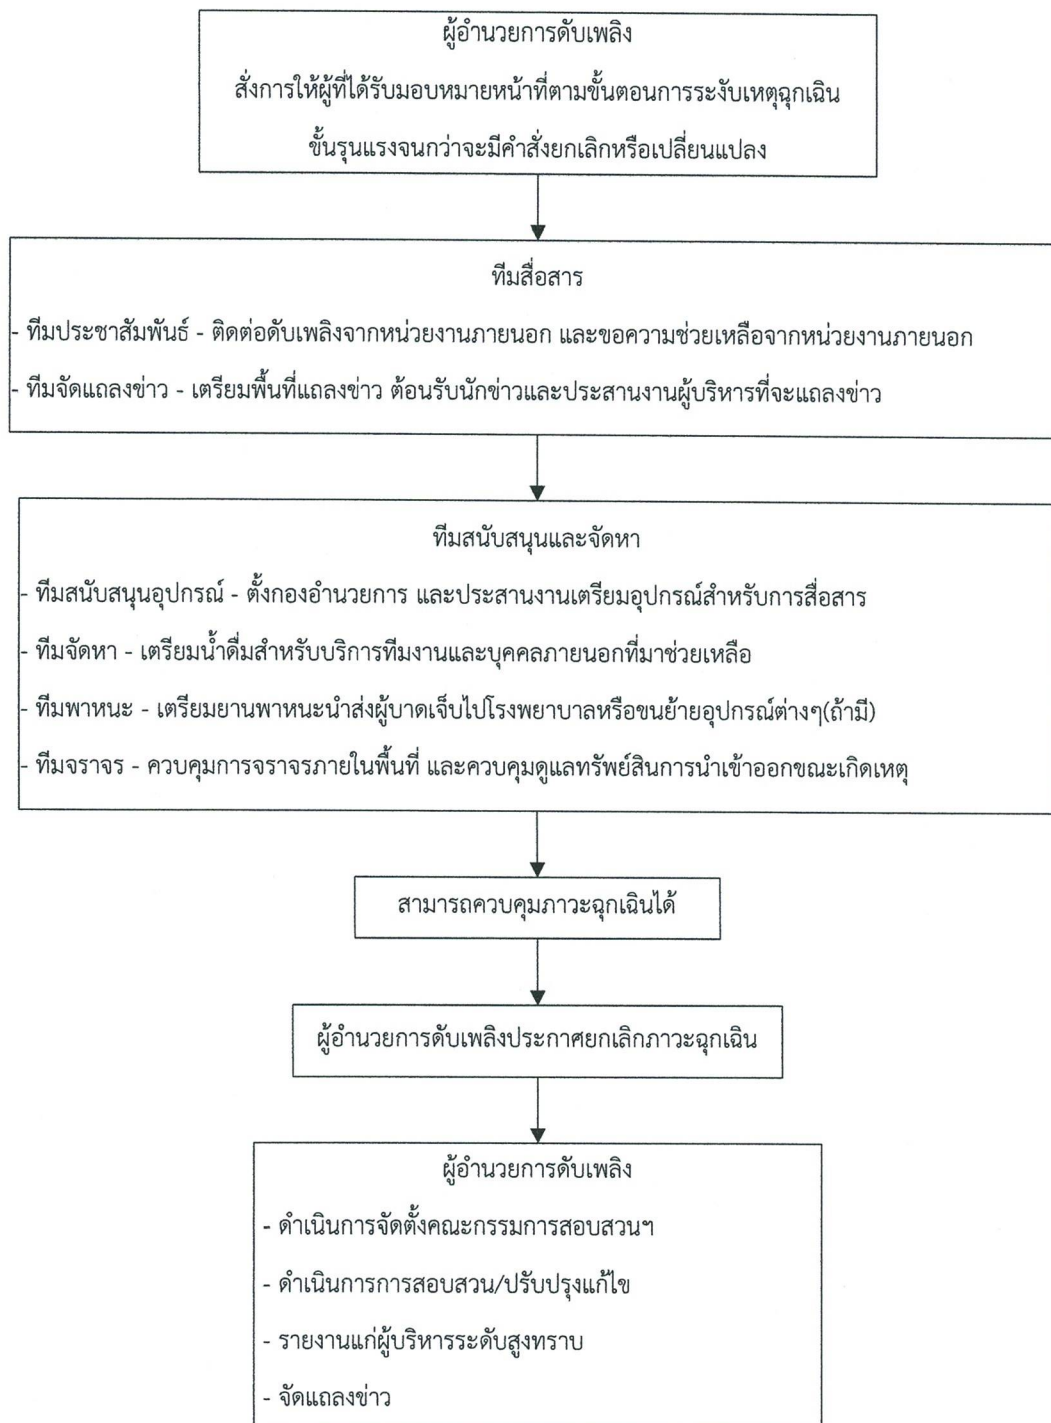 ผู้อำนวยการดับเพลิง
สั่งการให้ผู้ที่ได้รับมอบหมายหน้าที่ตามขั้นตอนการระงับเหตุฉุกเฉิน
ขั้นรุนแรงจนกว่าจะมีคำสั่งยกเลิกหรือเปลี่ยนแปลง
ทีมสื่อสาร
- ทีมประชาสัมพันธ์ - ติดต่อดับเพลิงจากหน่วยงานภายนอก และขอความช่วยเหลือจากหน่วยงานภายนอก
- ทีมจัดแถลงข่าว - เตรียมพื้นที่แถลงข่าว ต้อนรับนักข่าวและประสานงานผู้บริหารที่จะแถลงข่าว
ทีมสนับสนุนและจัดหา
- ทีมสนับสนุนอุปกรณ์ - ตั้งกองอำนวยการ และประสานงานเตรียมอุปกรณ์สำหรับการสื่อสาร
- ทีมจัดหา - เตรียมน้ำดื่มสำหรับบริการทีมงานและบุคคลภายนอกที่มาช่วยเหลือ
- ทีมพาหนะ - เตรียมยานพาหนะนำส่งผู้บาดเจ็บไปโรงพยาบาลหรือขนย้ายอุปกรณ์ต่างๆ(ถ้ามี)
- ทีมจราจร - ควบคุมการจราจรภายในพื้นที่ และควบคุมดูแลทรัพย์สินการนำเข้าออกขณะเกิดเหตุ
สามารถควบคุมภาวะฉุกเฉินได้
ผู้อำนวยการดับเพลิงประกาศยกเลิกภาวะฉุกเฉิน
ผู้อำนวยการดับเพลิง
- ดำเนินการจัดตั้งคณะกรรมการสอบสวนฯ
- ดำเนินการการสอบสวน/ปรับปรุงแก้ไข
- รายงานแก่ผู้บริหารระดับสูงทราบ
- จัดแถลงข่าว